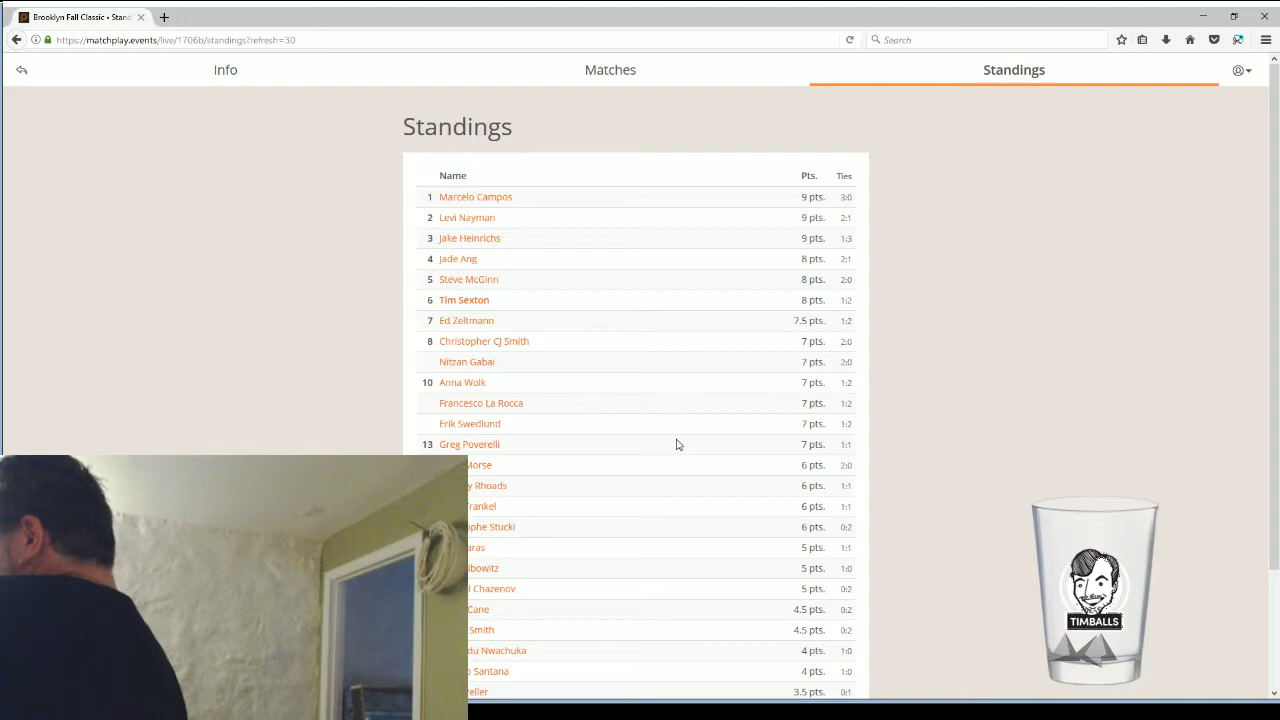 Brooklyn Fall Classic • Stand
https://matchplay.events/live/1706b/standings?refresh=30
Search
Info Matches Standings
Standings
Name Pts. Ties
1 Marcelo Campos 9 pts. 3:0
2 Levi Nayman 9 pts. 2:1
3 Jake Heinrichs 9 pts. 1:3
4 Jade Ang 8 pts. 2:1
5 Steve McGinn 8 pts. 2:0
6 Tim Sexton 8 pts. 1:2
7 Ed Zeltmann 7.5 pts. 1:2
8 Christopher CJ Smith 7 pts. 2:0
Nitzan Gabai 7 pts. 2:0
10 Anna Wolk 7 pts. 1:2
Francesco La Rocca 7 pts. 1:2
Erik Swedlund 7 pts. 1:2
13 Greg Poverelli 7 pts. 1:1
Morse 6 pts. 2:0
y Rhoads 6 pts. 1:1
rankel 6 pts. 1:1
ophe Stucki 6 pts. 0:2
aras 5 pts. 1:1
ibowitz 5 pts. 1:0
l Chazenov 5 pts. 0:2
Cane 4.5 pts. 0:2
Smith 4.5 pts. 0:2
du Nwachuka 4 pts. 1:0
o Santana 4 pts. 1:0
eller 3.5 pts. 0:1
TIMBALLS